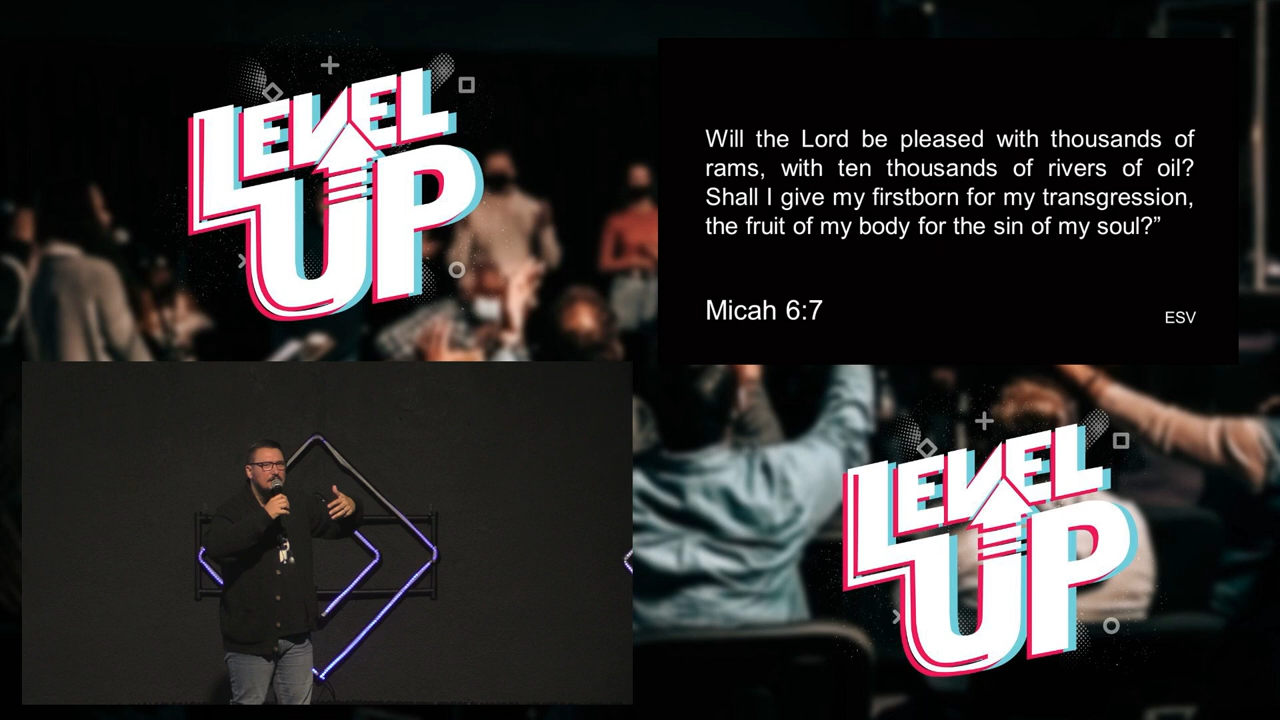 LEVEL
UP
Will the Lord be pleased with thousands of
rams, with ten thousands of rivers of oil?
Shall I give my firstborn for my transgression,
the fruit of my body for the sin of my soul?”
Micah 6:7
ESV
LEVEL
UP